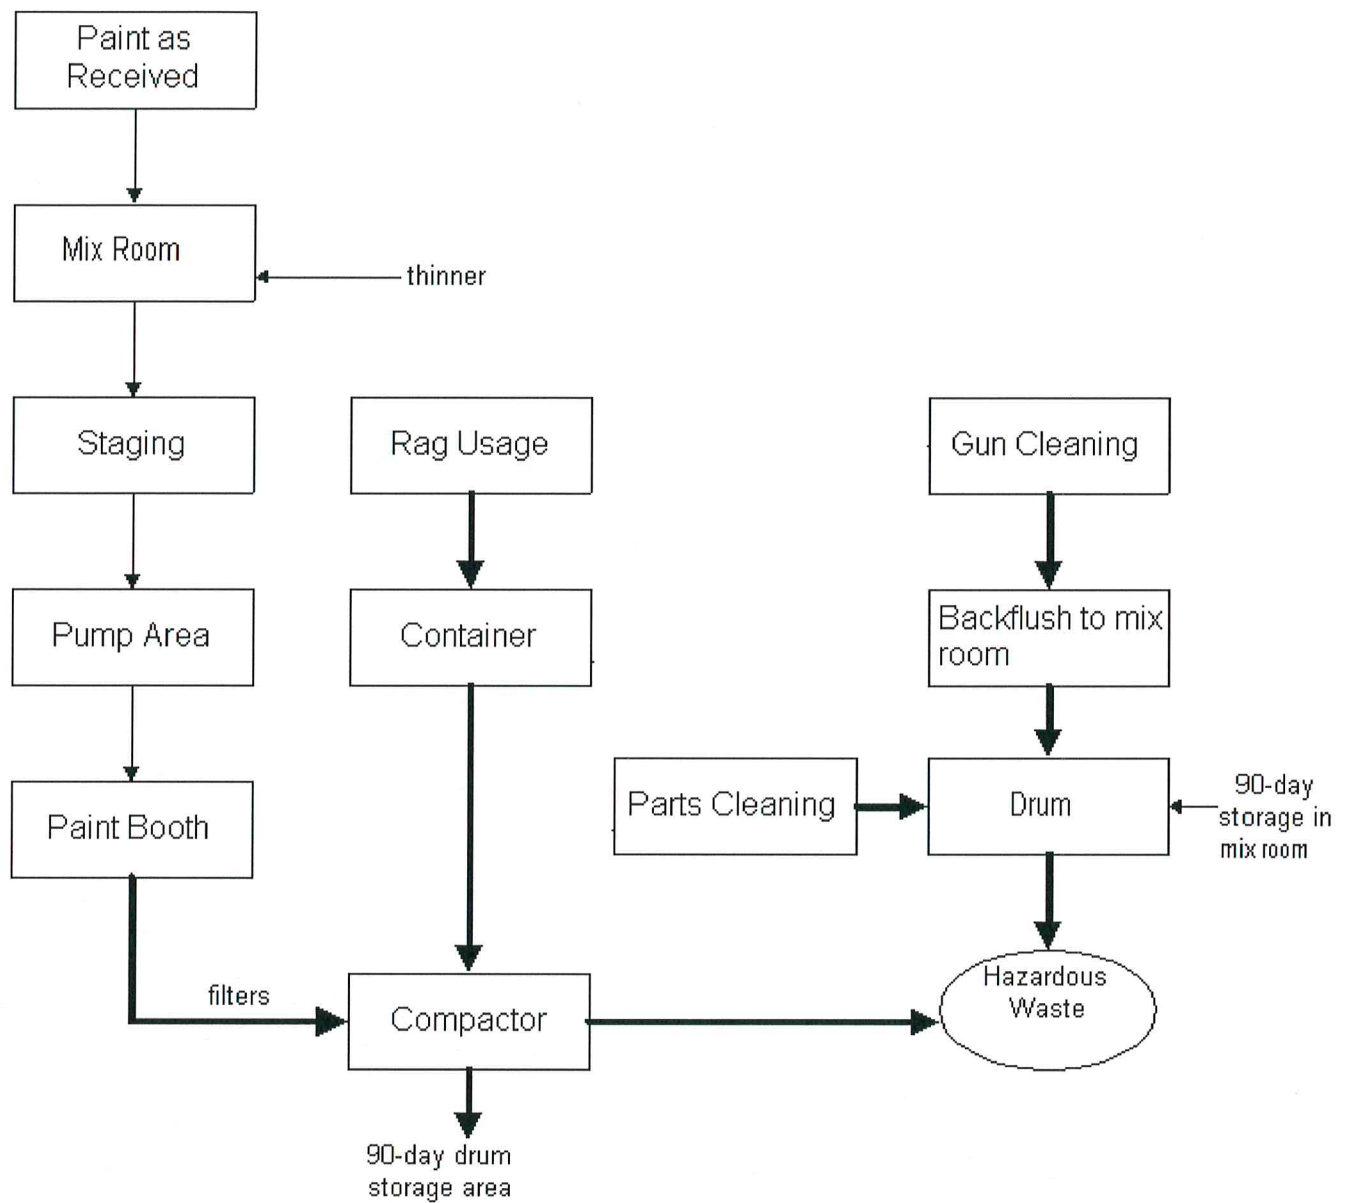 Paint as
Received
Mix Room
thinner
Staging
Rag Usage
Gun Cleaning
Pump Area
Container
Backflush to mix
room
Paint Booth
Parts Cleaning
Drum
90-day
storage in
mix room
filters
Compactor
Hazardous
Waste
90-day drum
storage area